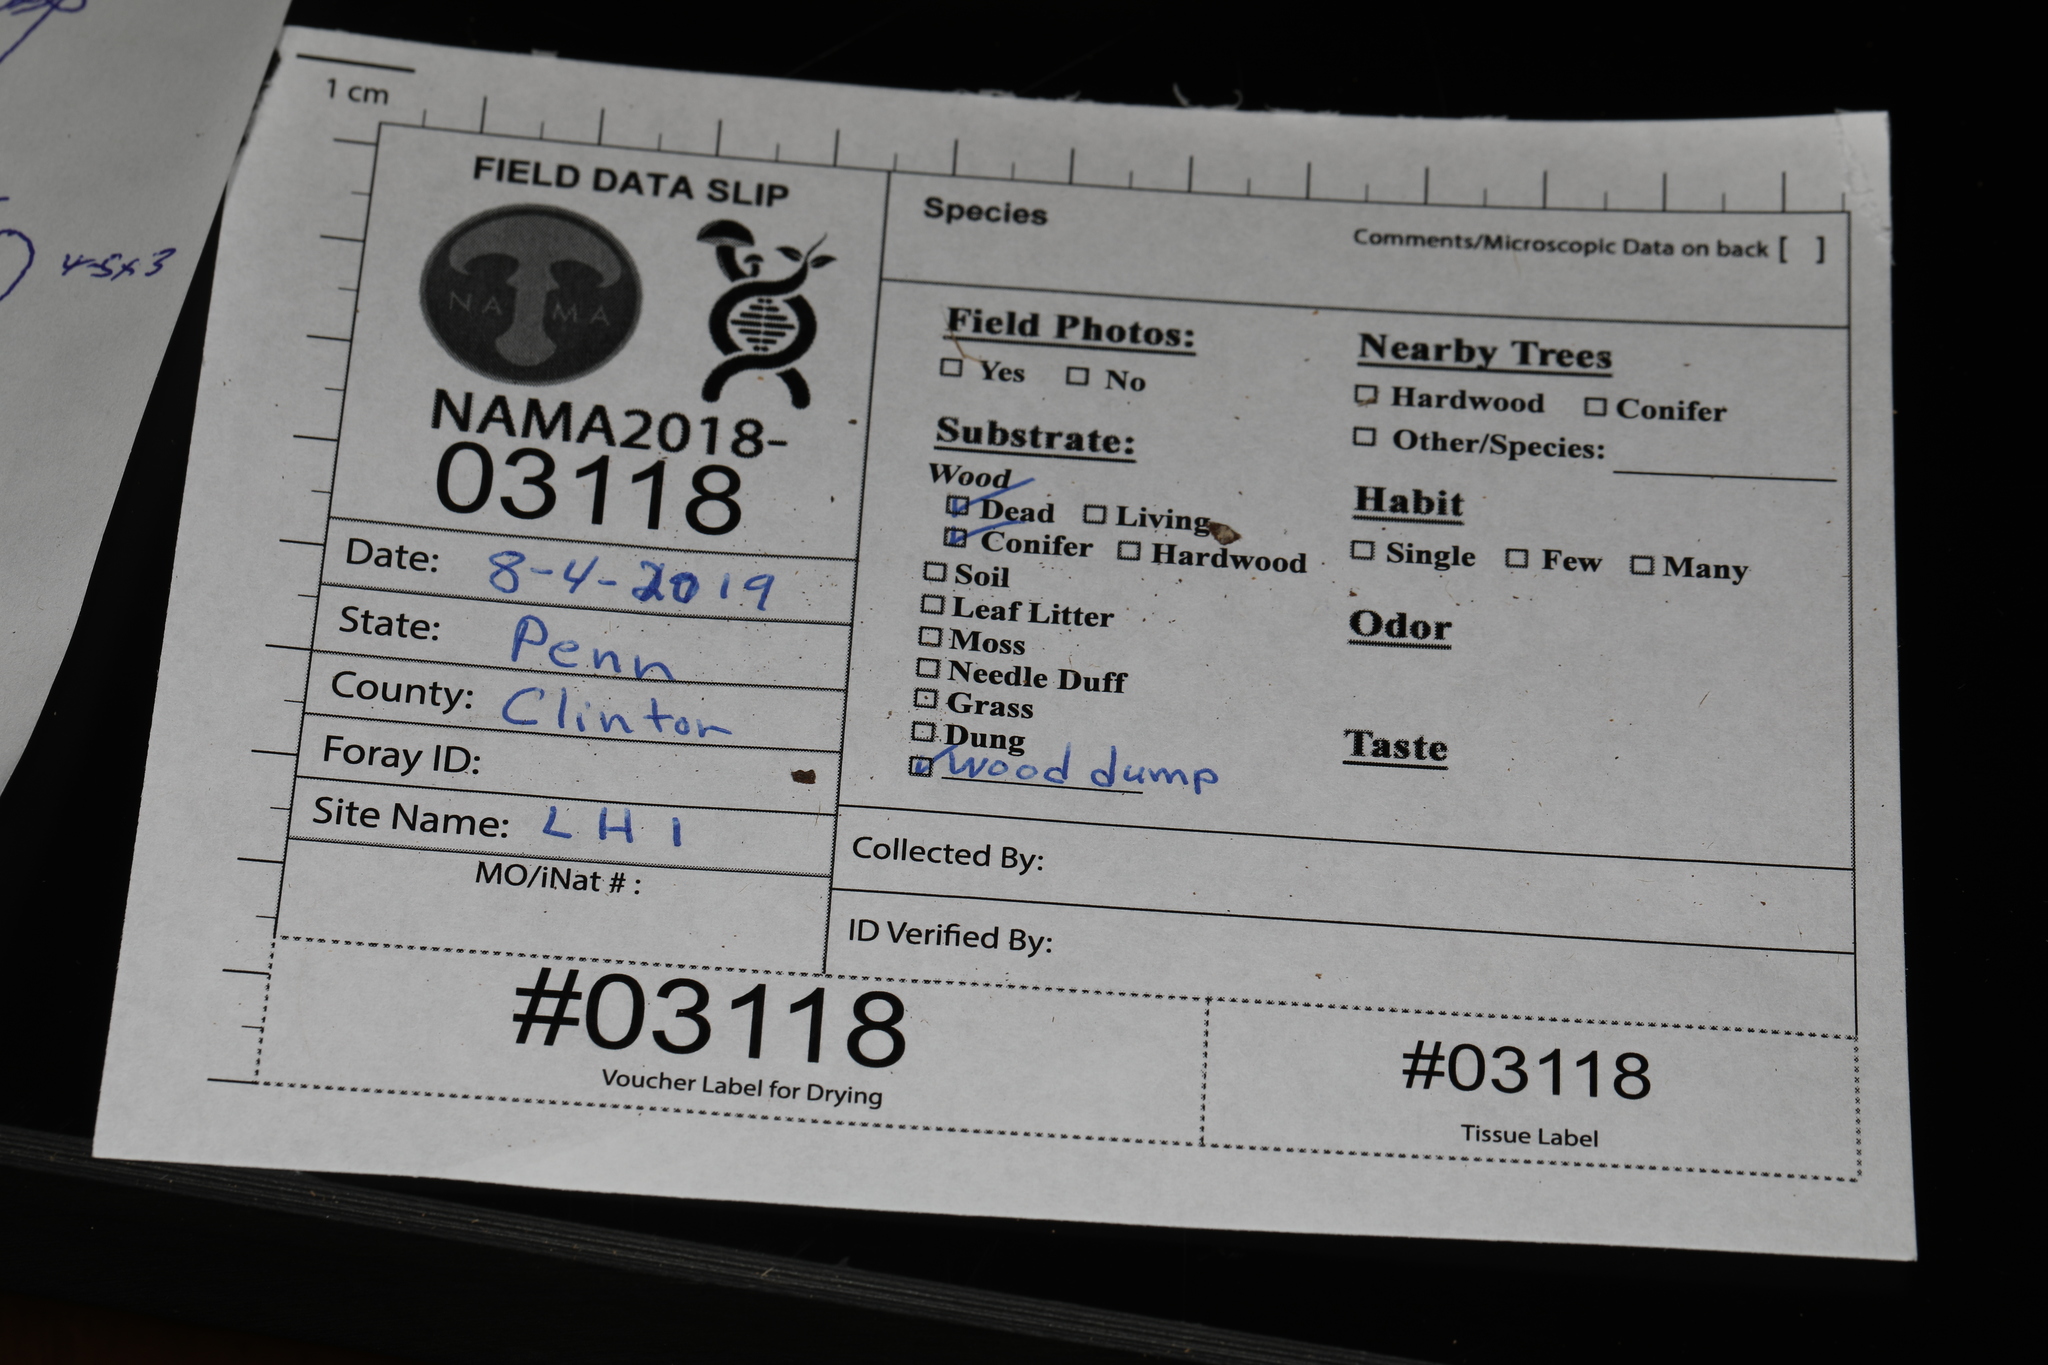 4-5x3
1 cm
FIELD DATA SLIP
NAMA
NAMA2018-
03118
Date: 8-4-2019
State: Penn
County: Clinton
Foray ID:
Site Name: LH1
MO/iNat # :
Species
Comments/Microscopic Data on back [ ]
Field Photos:
Yes No
Substrate:
Wood
Dead Living
Conifer Hardwood
Soil
Leaf Litter
Moss
Needle Duff
Grass
Dung
wood dump
Nearby Trees
Hardwood Conifer
Other/Species:
Habit
Single Few Many
Odor
Taste
Collected By:
ID Verified By:
#03118
Voucher Label for Drying
#03118
Tissue Label